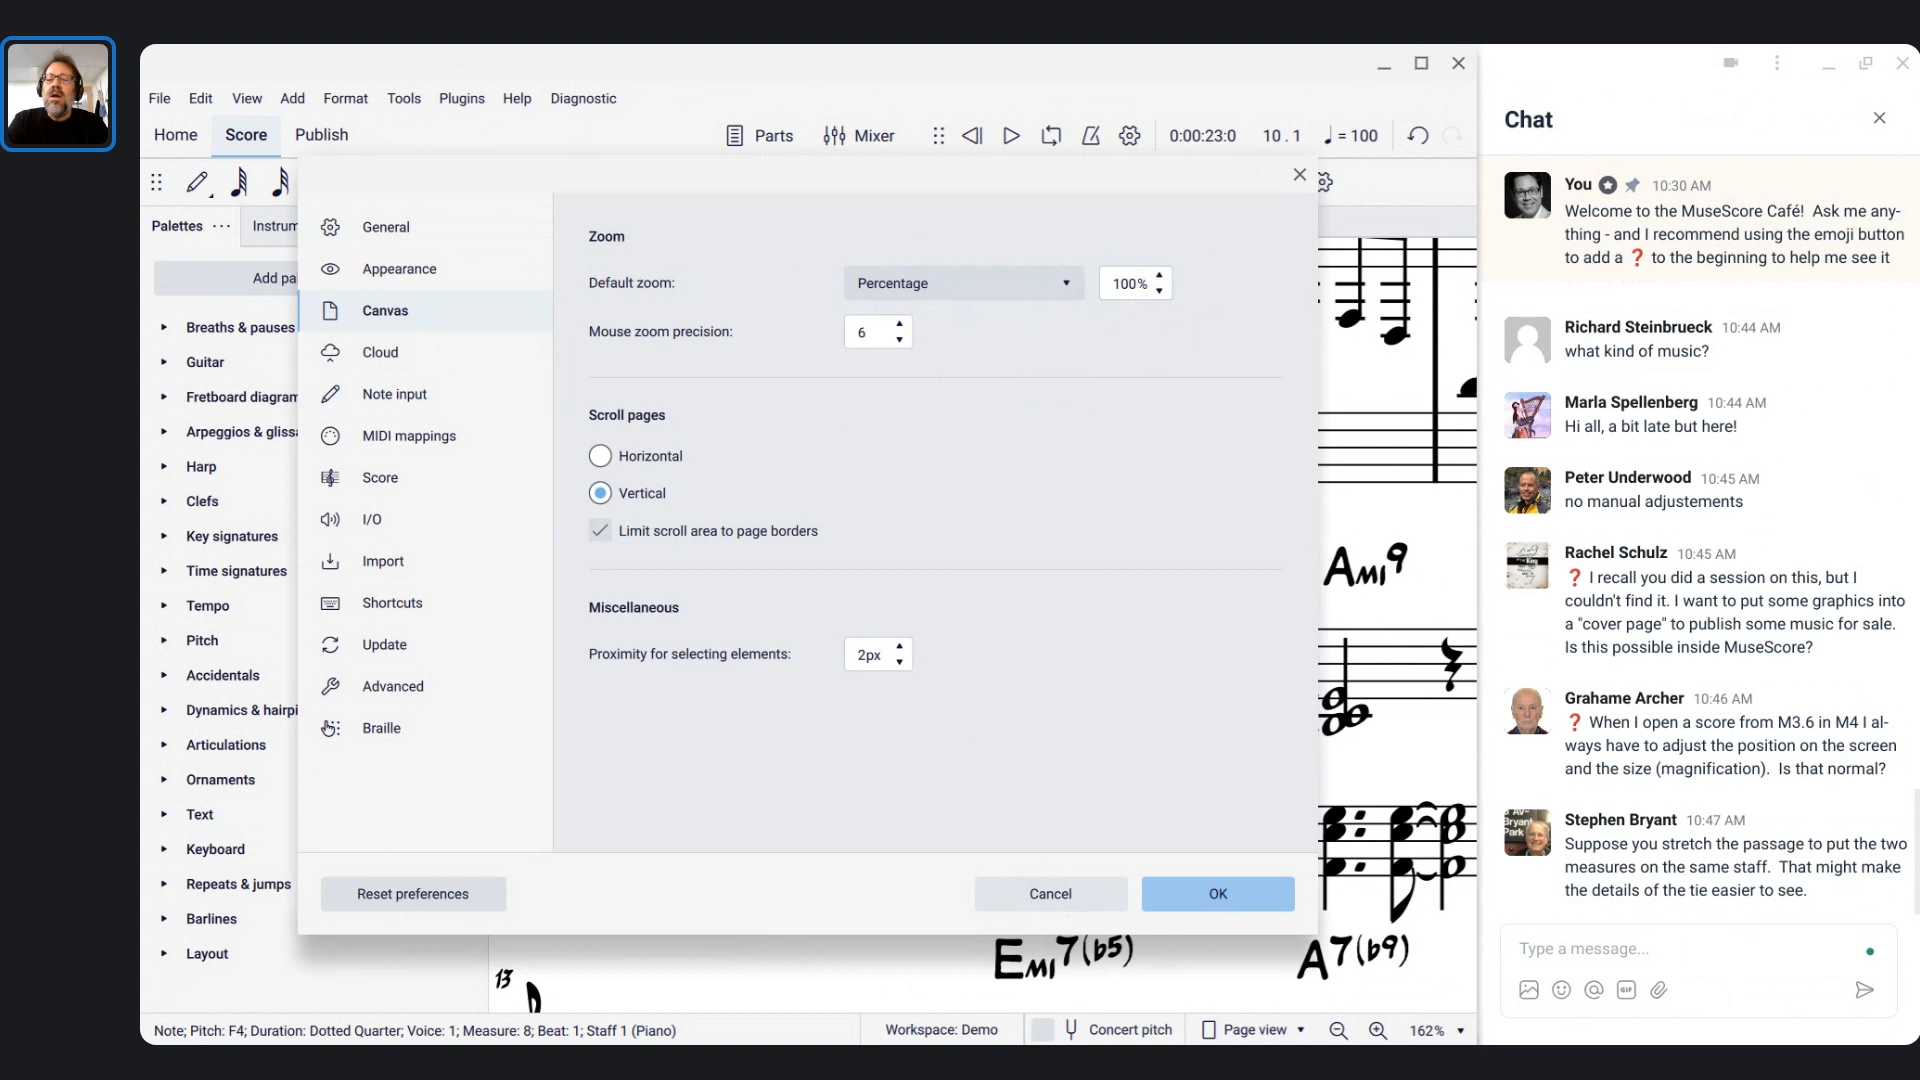 File Edit View Add Format Tools Plugins Help Diagnostic
Home Score Publish
Parts Mixer 0:00:23:0 10 . 1 = 100
Palettes ··· Instrum
Add pa
Breaths & pauses
Guitar
Fretboard diagram
Arpeggios & glissa
Harp
Clefs
Key signatures
Time signatures
Tempo
Pitch
Accidentals
Dynamics & hairpi
Articulations
Ornaments
Text
Keyboard
Repeats & jumps
Barlines
Layout
General
Appearance
Canvas
Cloud
Note input
MIDI mappings
Score
I/O
Import
Shortcuts
Update
Advanced
Braille
Zoom
Default zoom: Percentage 100%
Mouse zoom precision: 6
Scroll pages
Horizontal
Vertical
Limit scroll area to page borders
Miscellaneous
Proximity for selecting elements: 2px
Reset preferences Cancel OK
AMI9
EMI7(b5) A7(b9)
13
Note; Pitch: F4; Duration: Dotted Quarter; Voice: 1; Measure: 8; Beat: 1; Staff 1 (Piano)
Workspace: Demo Concert pitch Page view 162%
Chat
You 10:30 AM
Welcome to the MuseScore Café! Ask me any-
thing - and I recommend using the emoji button
to add a ❓ to the beginning to help me see it
Richard Steinbrueck 10:44 AM
what kind of music?
Marla Spellenberg 10:44 AM
Hi all, a bit late but here!
Peter Underwood 10:45 AM
no manual adjustements
Rachel Schulz 10:45 AM
❓ I recall you did a session on this, but I
couldn't find it. I want to put some graphics into
a "cover page" to publish some music for sale.
Is this possible inside MuseScore?
Grahame Archer 10:46 AM
❓ When I open a score from M3.6 in M4 I al-
ways have to adjust the position on the screen
and the size (magnification). Is that normal?
Stephen Bryant 10:47 AM
Suppose you stretch the passage to put the two
measures on the same staff. That might make
the details of the tie easier to see.
Type a message...
GIF